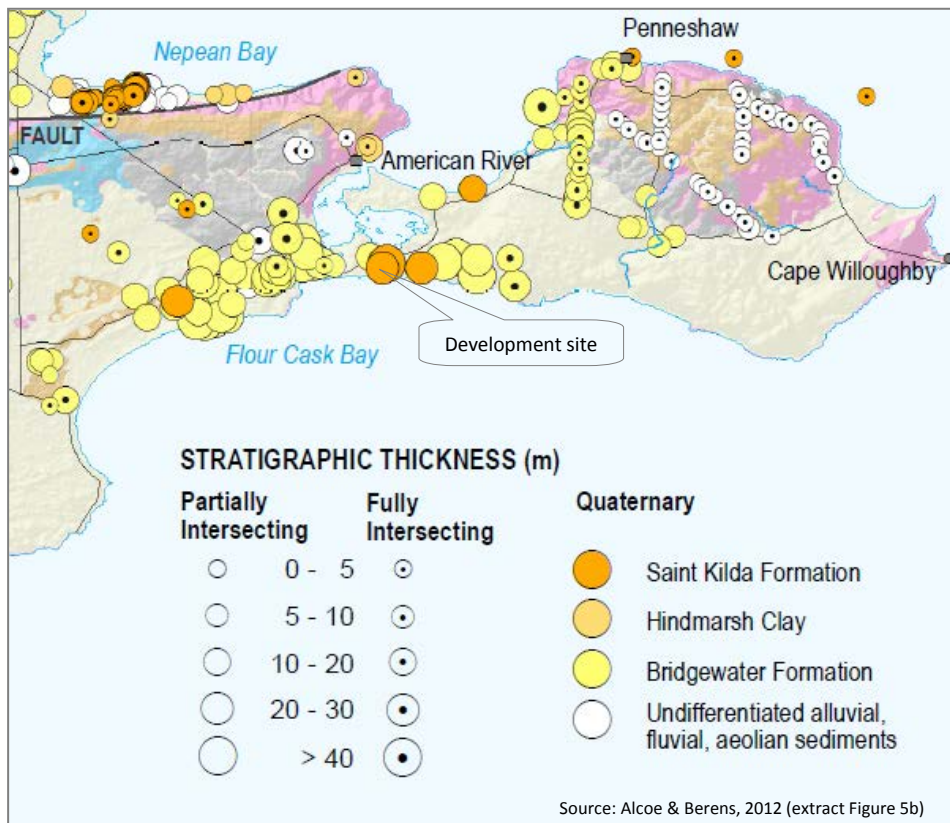 Penneshaw
Nepean Bay
FAULT
American River
Cape Willoughby
Development site
Flour Cask Bay
STRATIGRAPHIC THICKNESS (m)
Partially Intersecting
Fully Intersecting
0 - 5
5 - 10
10 - 20
20 - 30
> 40
Quaternary
Saint Kilda Formation
Hindmarsh Clay
Bridgewater Formation
Undifferentiated alluvial,
fluvial, aeolian sediments
Source: Alcoe & Berens, 2012 (extract Figure 5b)